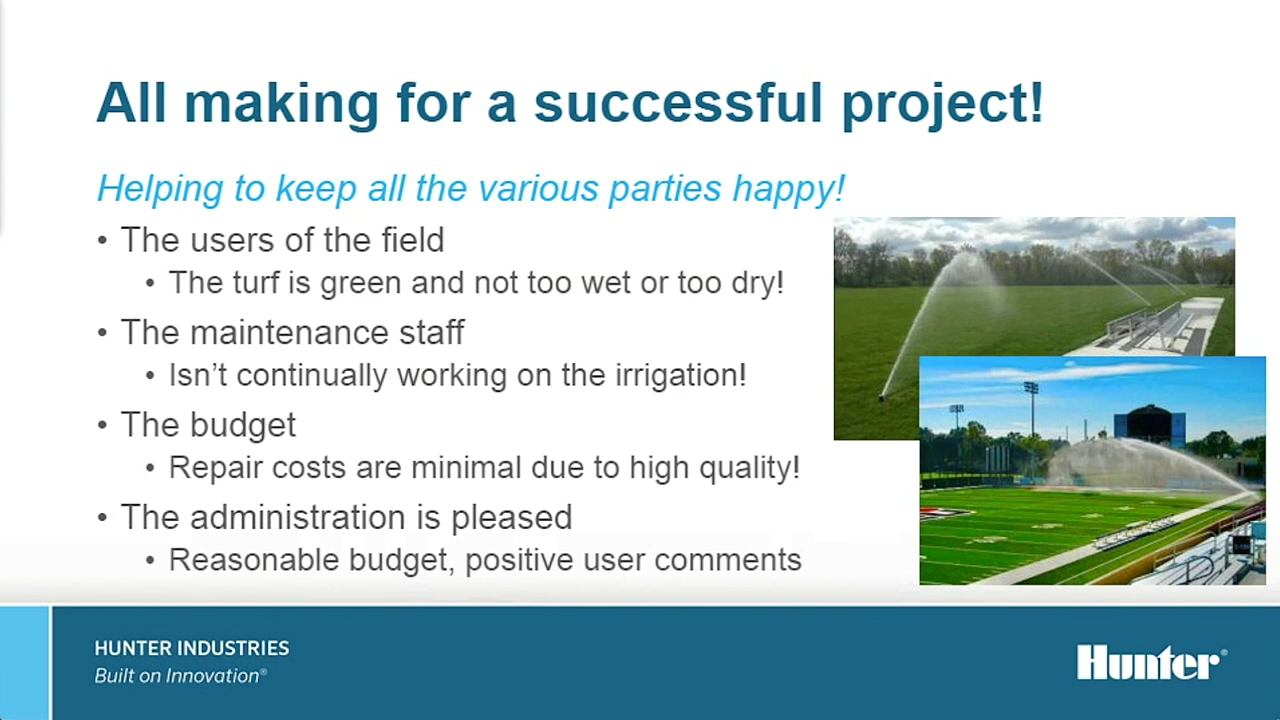 All making for a successful project!
Helping to keep all the various parties happy!
• The users of the field
• The turf is green and not too wet or too dry!
• The maintenance staff
• Isn't continually working on the irrigation!
• The budget
• Repair costs are minimal due to high quality!
• The administration is pleased
• Reasonable budget, positive user comments
HUNTER INDUSTRIES
Built on Innovation®
Hunter®